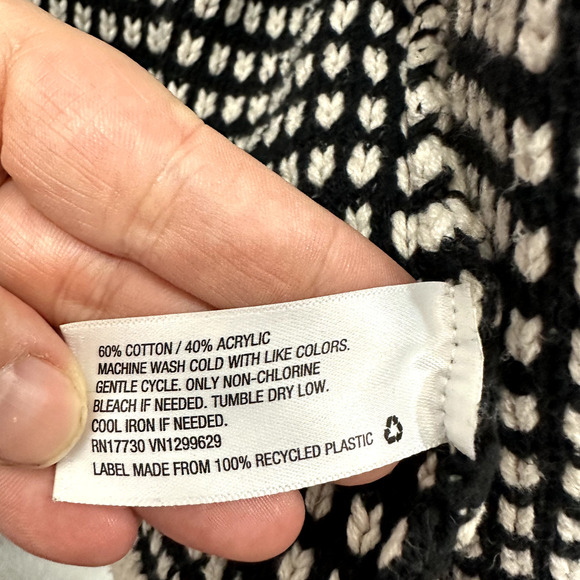 60% COTTON / 40% ACRYLIC
MACHINE WASH COLD WITH LIKE COLORS.
GENTLE CYCLE. ONLY NON-CHLORINE
BLEACH IF NEEDED. TUMBLE DRY LOW.
COOL IRON IF NEEDED.
RN17730 VN1299629
LABEL MADE FROM 100% RECYCLED PLASTIC